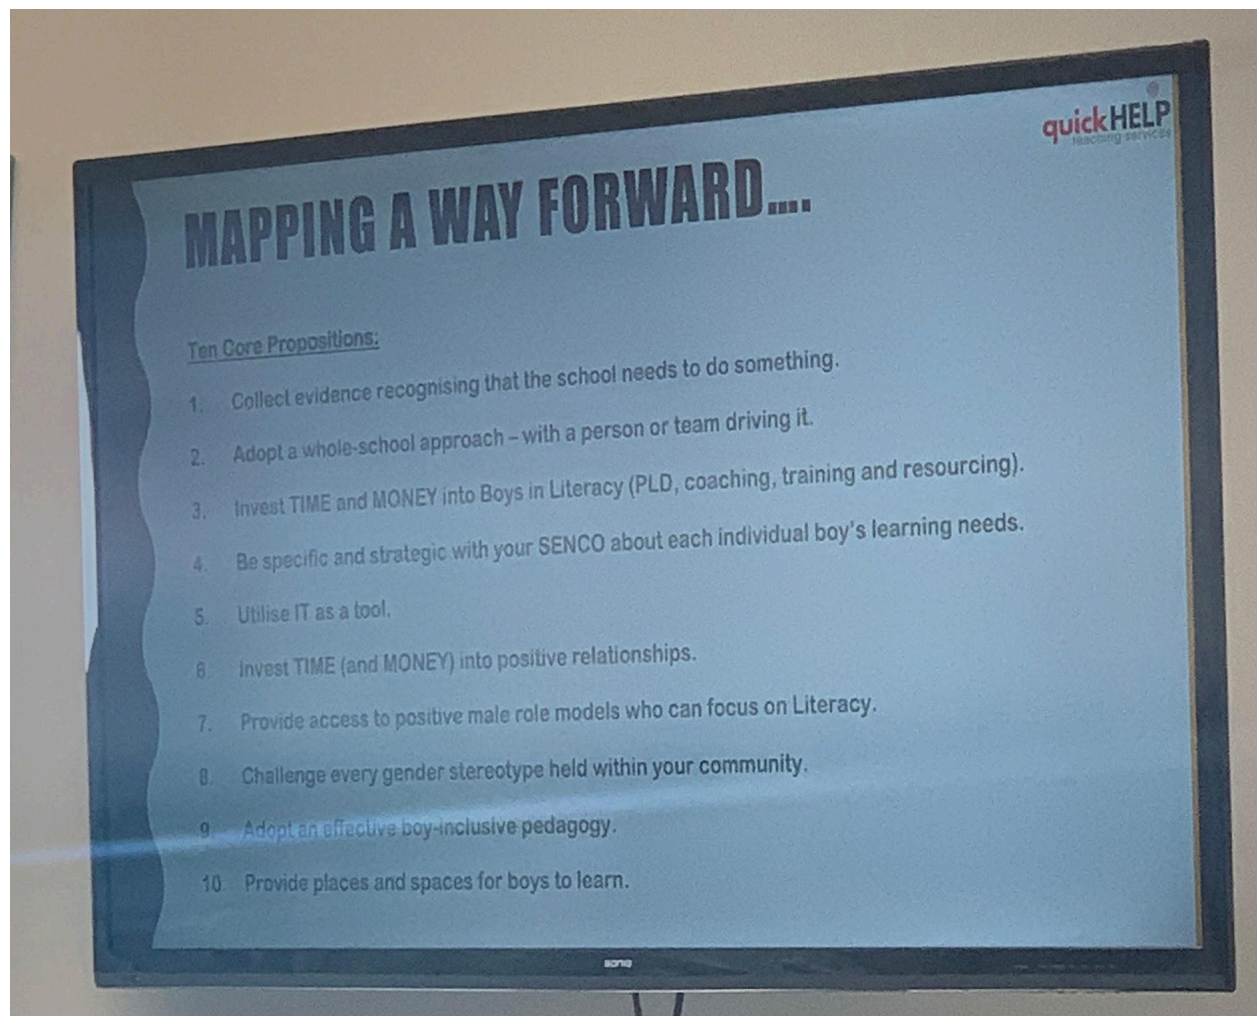 quickHELP
teaching services
MAPPING A WAY FORWARD....
Ten Core Propositions:
1. Collect evidence recognising that the school needs to do something.
2. Adopt a whole-school approach – with a person or team driving it.
3. Invest TIME and MONEY into Boys in Literacy (PLD, coaching, training and resourcing).
4. Be specific and strategic with your SENCO about each individual boy's learning needs.
5. Utilise IT as a tool.
6. Invest TIME (and MONEY) into positive relationships.
7. Provide access to positive male role models who can focus on Literacy.
8. Challenge every gender stereotype held within your community.
9. Adopt an effective boy-inclusive pedagogy.
10. Provide places and spaces for boys to learn.
SONIQ